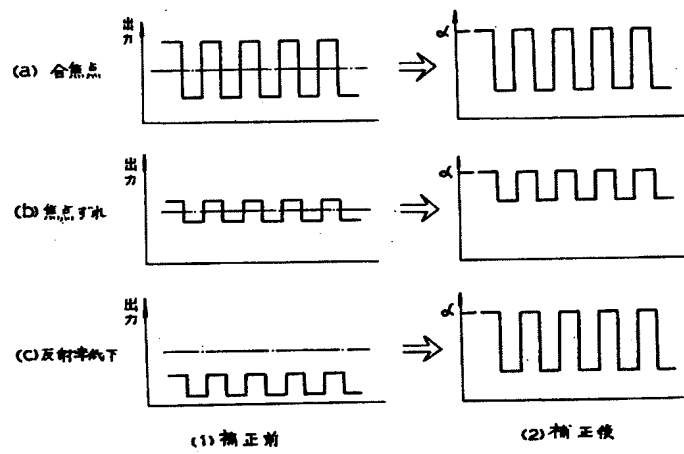 出力
α
(a) 合焦点
出力
α
(b) 焦点ずれ
出力
α
(c) 反射率低下
(1) 補正前
(2) 補正後